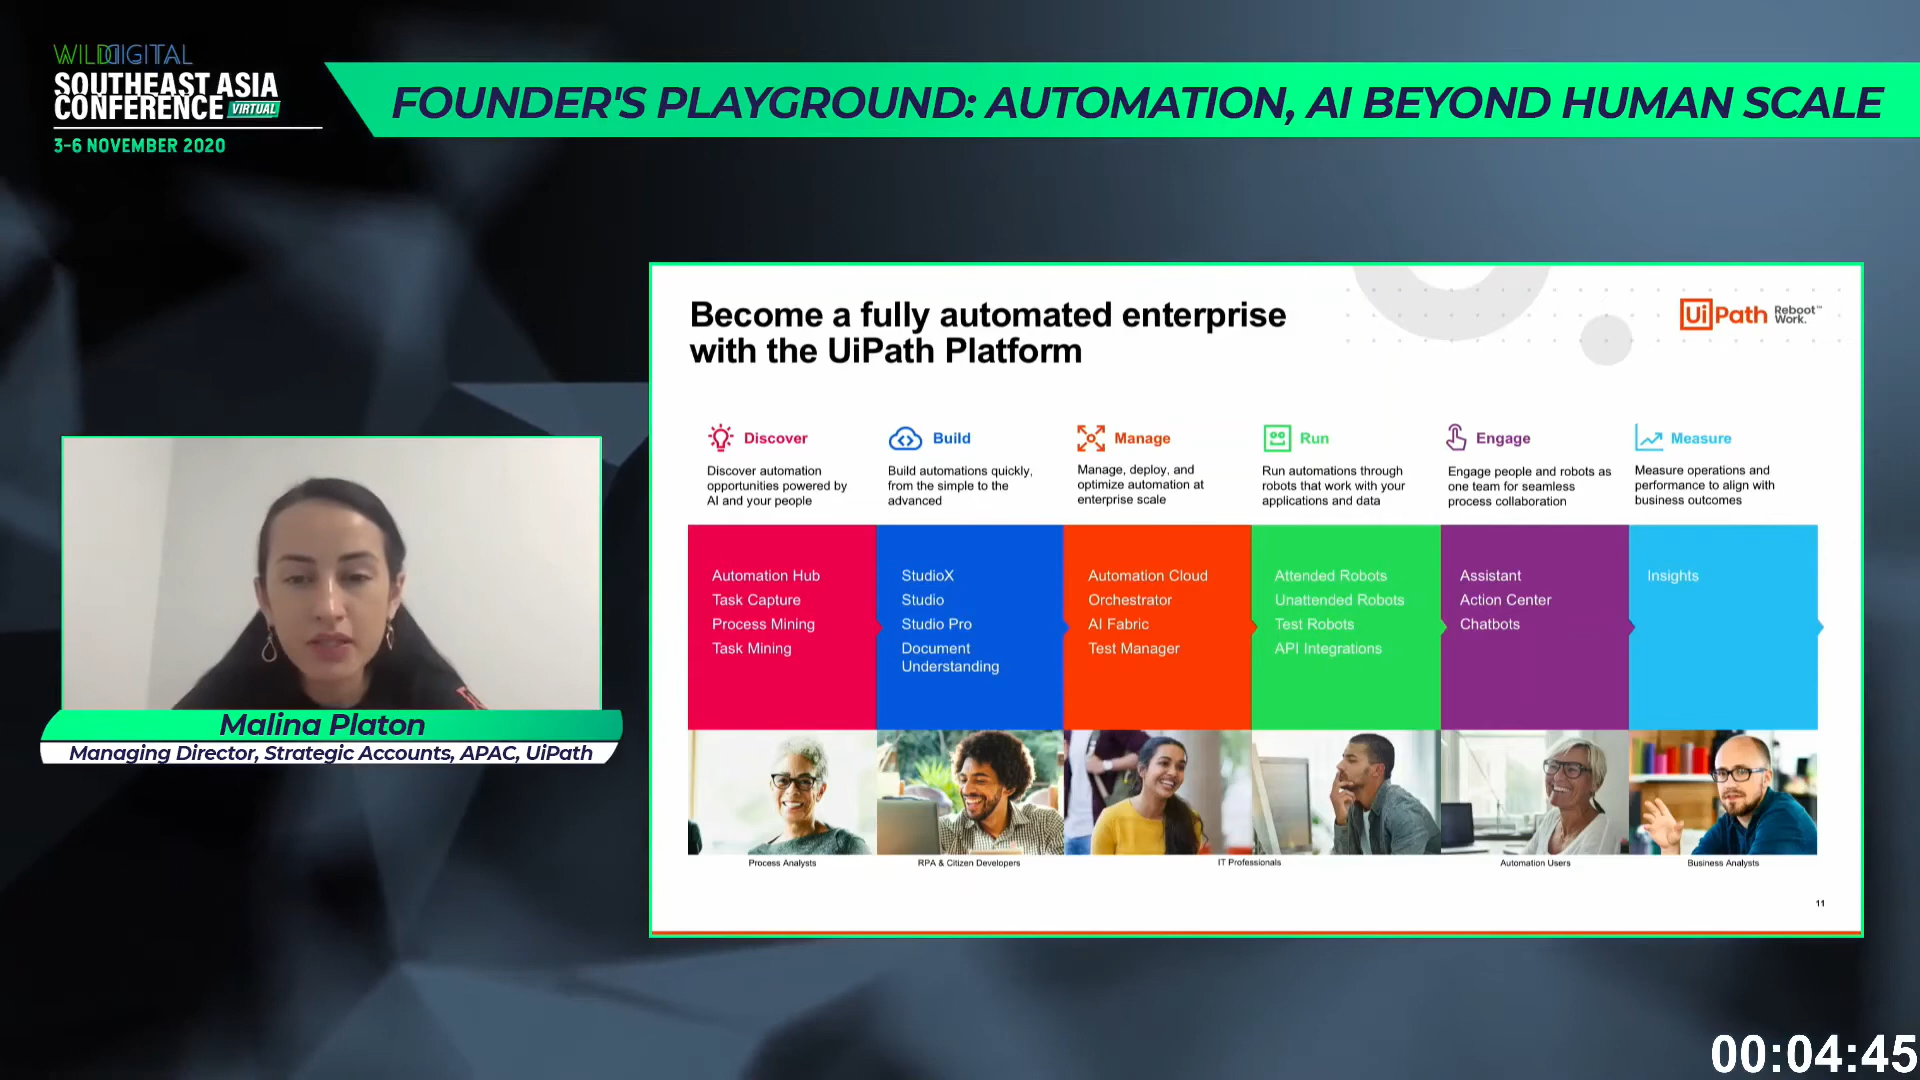 WILDDIGITAL
SOUTHEAST ASIA
CONFERENCE VIRTUAL
3-6 NOVEMBER 2020
FOUNDER'S PLAYGROUND: AUTOMATION, AI BEYOND HUMAN SCALE
Malina Platon
Managing Director, Strategic Accounts, APAC, UiPath
Become a fully automated enterprise
with the UiPath Platform
UiPath Reboot™
Work.
Discover
Discover automation
opportunities powered by
AI and your people
Automation Hub
Task Capture
Process Mining
Task Mining
Process Analysts
Build
Build automations quickly,
from the simple to the
advanced
StudioX
Studio
Studio Pro
Document
Understanding
RPA & Citizen Developers
Manage
Manage, deploy, and
optimize automation at
enterprise scale
Automation Cloud
Orchestrator
AI Fabric
Test Manager
Run
Run automations through
robots that work with your
applications and data
Attended Robots
Unattended Robots
Test Robots
API Integrations
IT Professionals
Engage
Engage people and robots as
one team for seamless
process collaboration
Assistant
Action Center
Chatbots
Automation Users
Measure
Measure operations and
performance to align with
business outcomes
Insights
Business Analysts
11
00:04:45